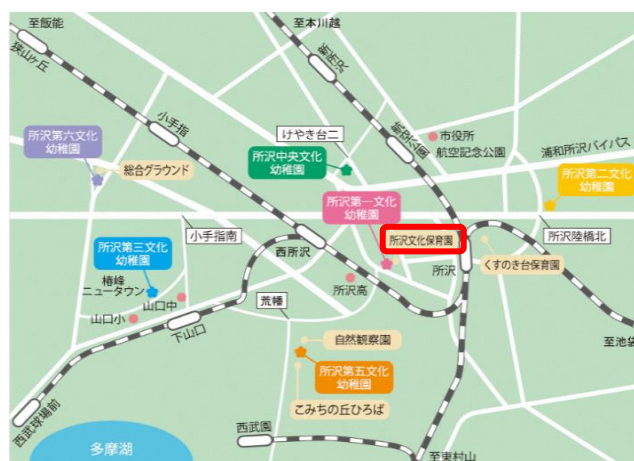 至飯能
至本川越
狭山ヶ丘
新所沢
小手指
航空公園
市役所
航空記念公園
けやき台二
所沢第六文化
幼稚園
総合グラウンド
所沢中央文化
幼稚園
浦和所沢バイパス
所沢第二文化
幼稚園
所沢第一文化
幼稚園
小手指南
西所沢
所沢文化保育園
所沢陸橋北
所沢第三文化
幼稚園
椿峰
ニュータウン
山口中
山口小
下山口
荒幡
所沢高
所沢
くすのき台保育園
至池袋
自然観察園
所沢第五文化
幼稚園
こみちの丘ひろば
西武球場前
西武園
多摩湖
至東村山